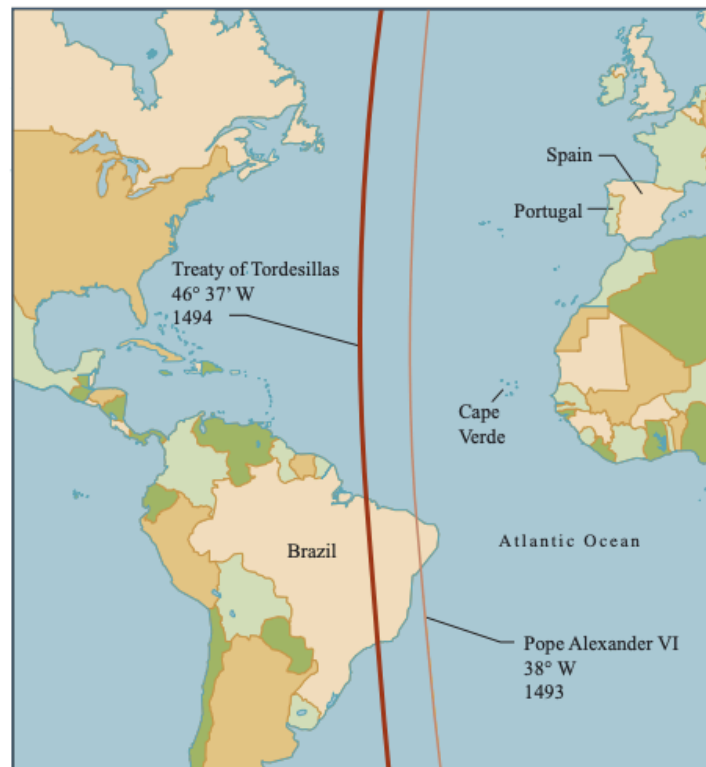 Spain
Portugal
Treaty of Tordesillas
46° 37’ W
1494
Cape
Verde
Brazil
Atlantic Ocean
Pope Alexander VI
38° W
1493